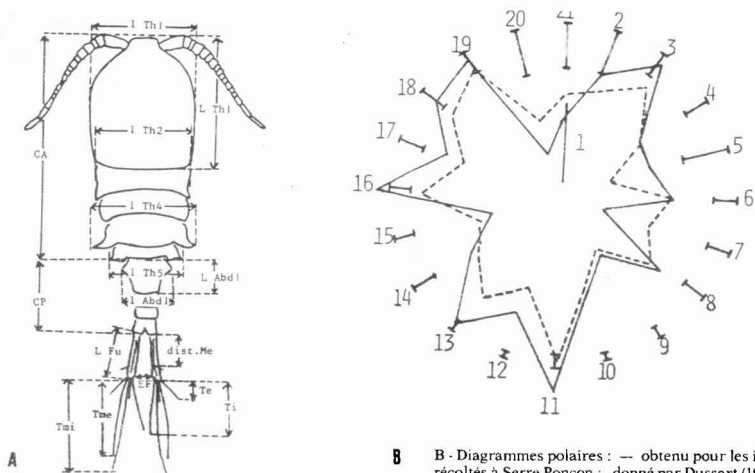 l Th1
L Th1
l Th2
CA
l Th4
l Th5
L Abd1
l Abd1
CP
L Fu
dist.Me
EF
Te
Ti
Tme
Tmi
A
20
21
2
19
3
18
4
17
1
5
16
6
15
7
14
8
13
9
12
10
11
B
B - Diagrammes polaires : — obtenu pour les i
récoltés à Serre Ponçon ; donné par Dussart (19